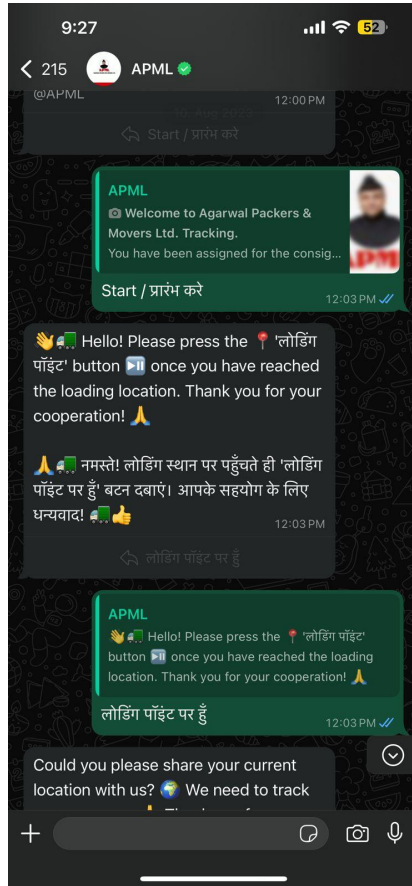 9:27
52
215
APML
@APML
12:00 PM
Start / प्रारंभ करे
APML
Welcome to Agarwal Packers &
Movers Ltd. Tracking.
You have been assigned for the consig...
Start / प्रारंभ करे
12:03 PM
👋🚛 Hello! Please press the 📍 'लोडिंग
पॉइंट' button ⏯️ once you have reached
the loading location. Thank you for your
cooperation! 🙏
🙏🚛 नमस्ते! लोडिंग स्थान पर पहुँचते ही 'लोडिंग
पॉइंट पर हूँ' बटन दबाएं। आपके सहयोग के लिए
धन्यवाद! 🚛👍
12:03 PM
लोडिंग पॉइंट पर हूँ
APML
👋🚛 Hello! Please press the 📍 'लोडिंग पॉइंट'
button ⏯️ once you have reached the loading
location. Thank you for your cooperation! 🙏
लोडिंग पॉइंट पर हूँ
12:03 PM
Could you please share your current
location with us? 🌍 We need to track